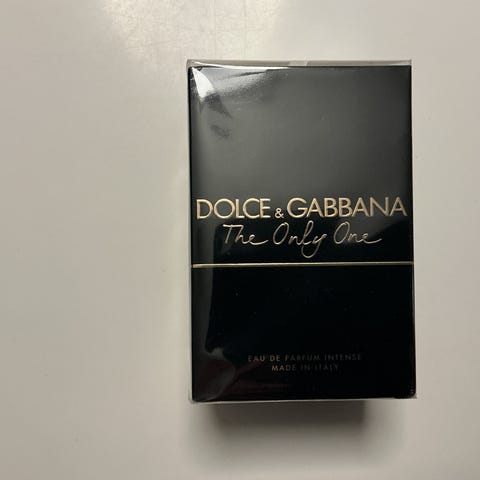 DOLCE & GABBANA
The Only One
EAU DE PARFUM INTENSE
MADE IN ITALY